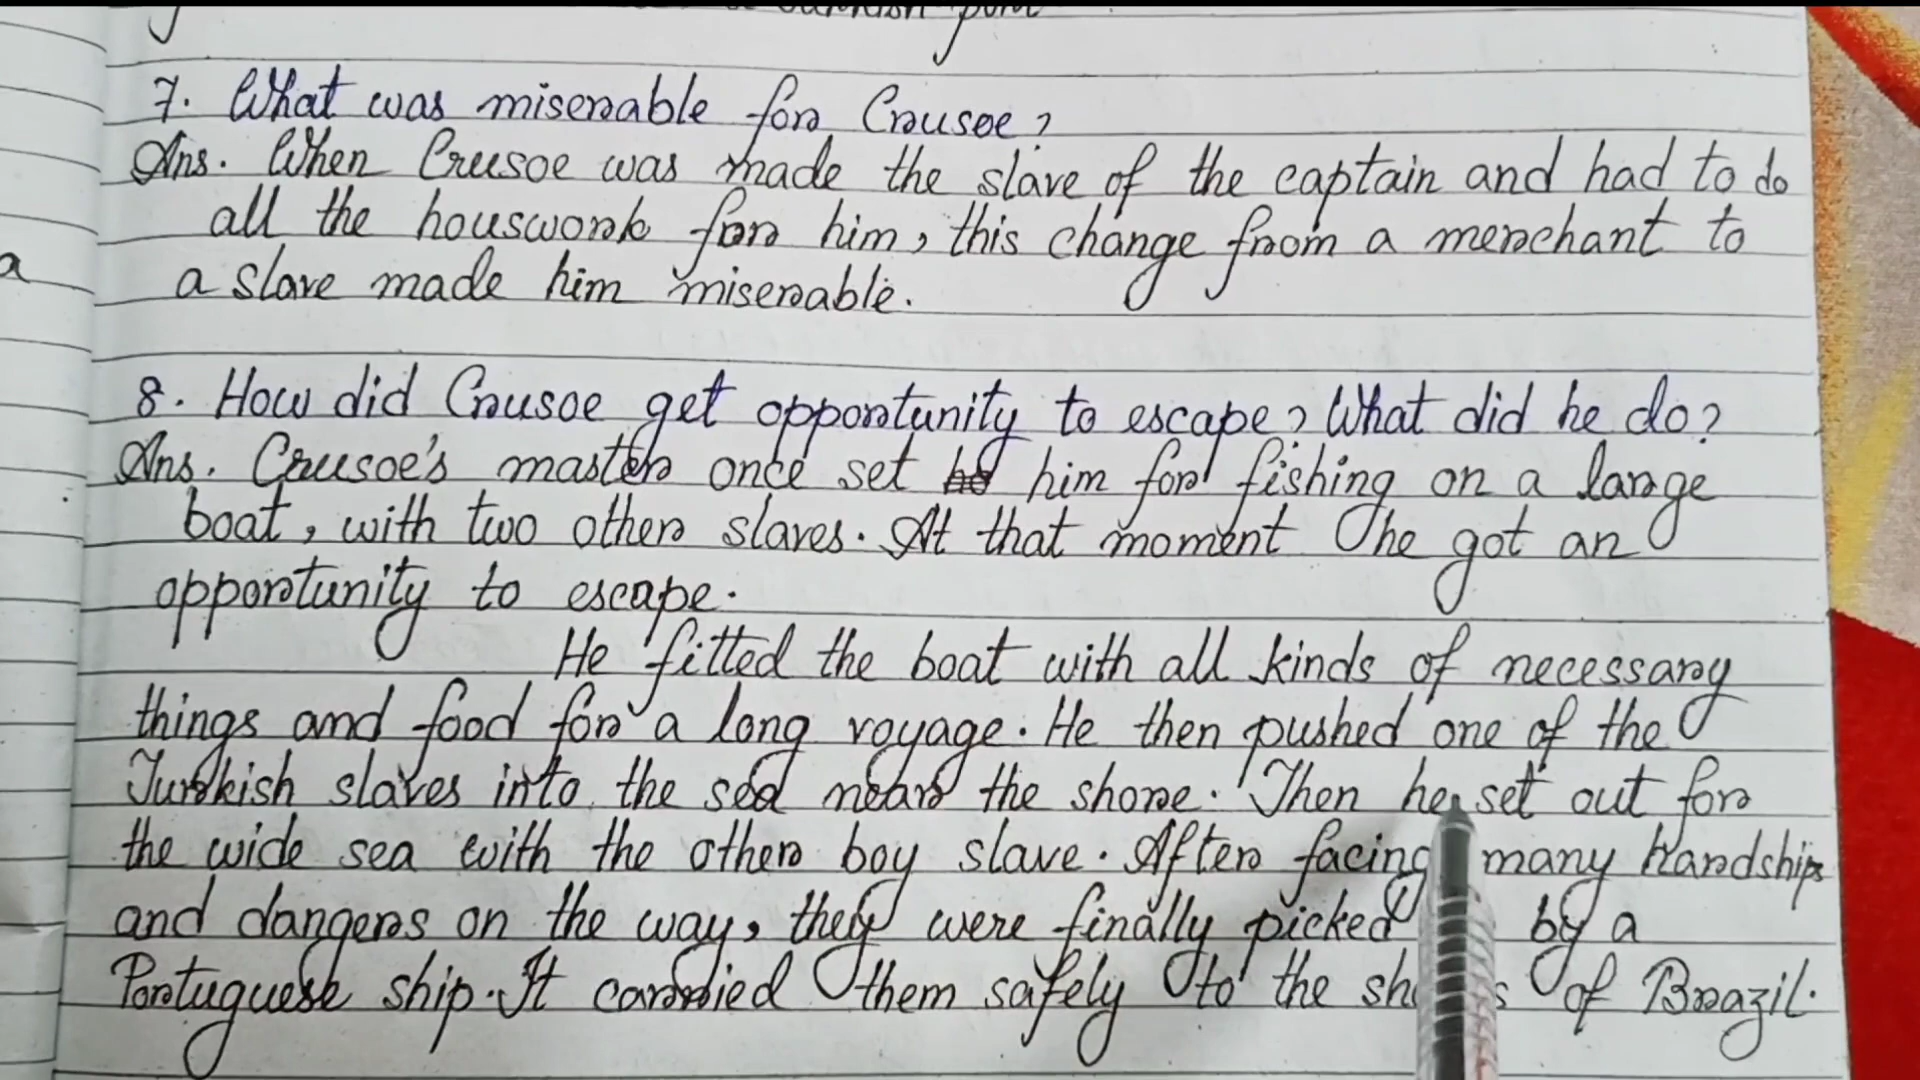 7. What was miserable for Crusoe?
Ans. When Crusoe was made the slave of the captain and had to do
all the houswork for him, this change from a merchant to
a slave made him miserable.
8. How did Crusoe get opportunity to escape? What did he do?
Ans. Crusoe's master once set him for fishing on a large
boat, with two other slaves. At that moment he got an
opportunity to escape.
He fitted the boat with all kinds of necessary
things and food for a long voyage. He then pushed one of the
Turkish slaves into the sea near the shore. Then he set out for
the wide sea with the other boy slave. After facing many hardships
and dangers on the way, they were finally picked by a
Portuguese ship. It carried them safely to the of Brazil.
a